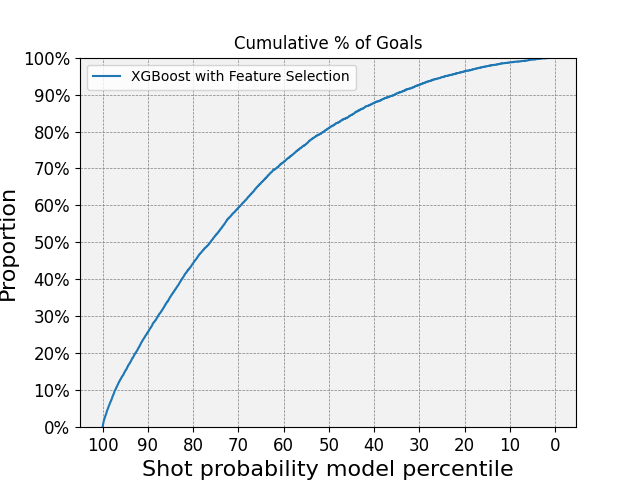 Cumulative % of Goals
XGBoost with Feature Selection
100%
90%
80%
70%
60%
50%
40%
30%
20%
10%
0%
Proportion
100 90 80 70 60 50 40 30 20 10 0
Shot probability model percentile